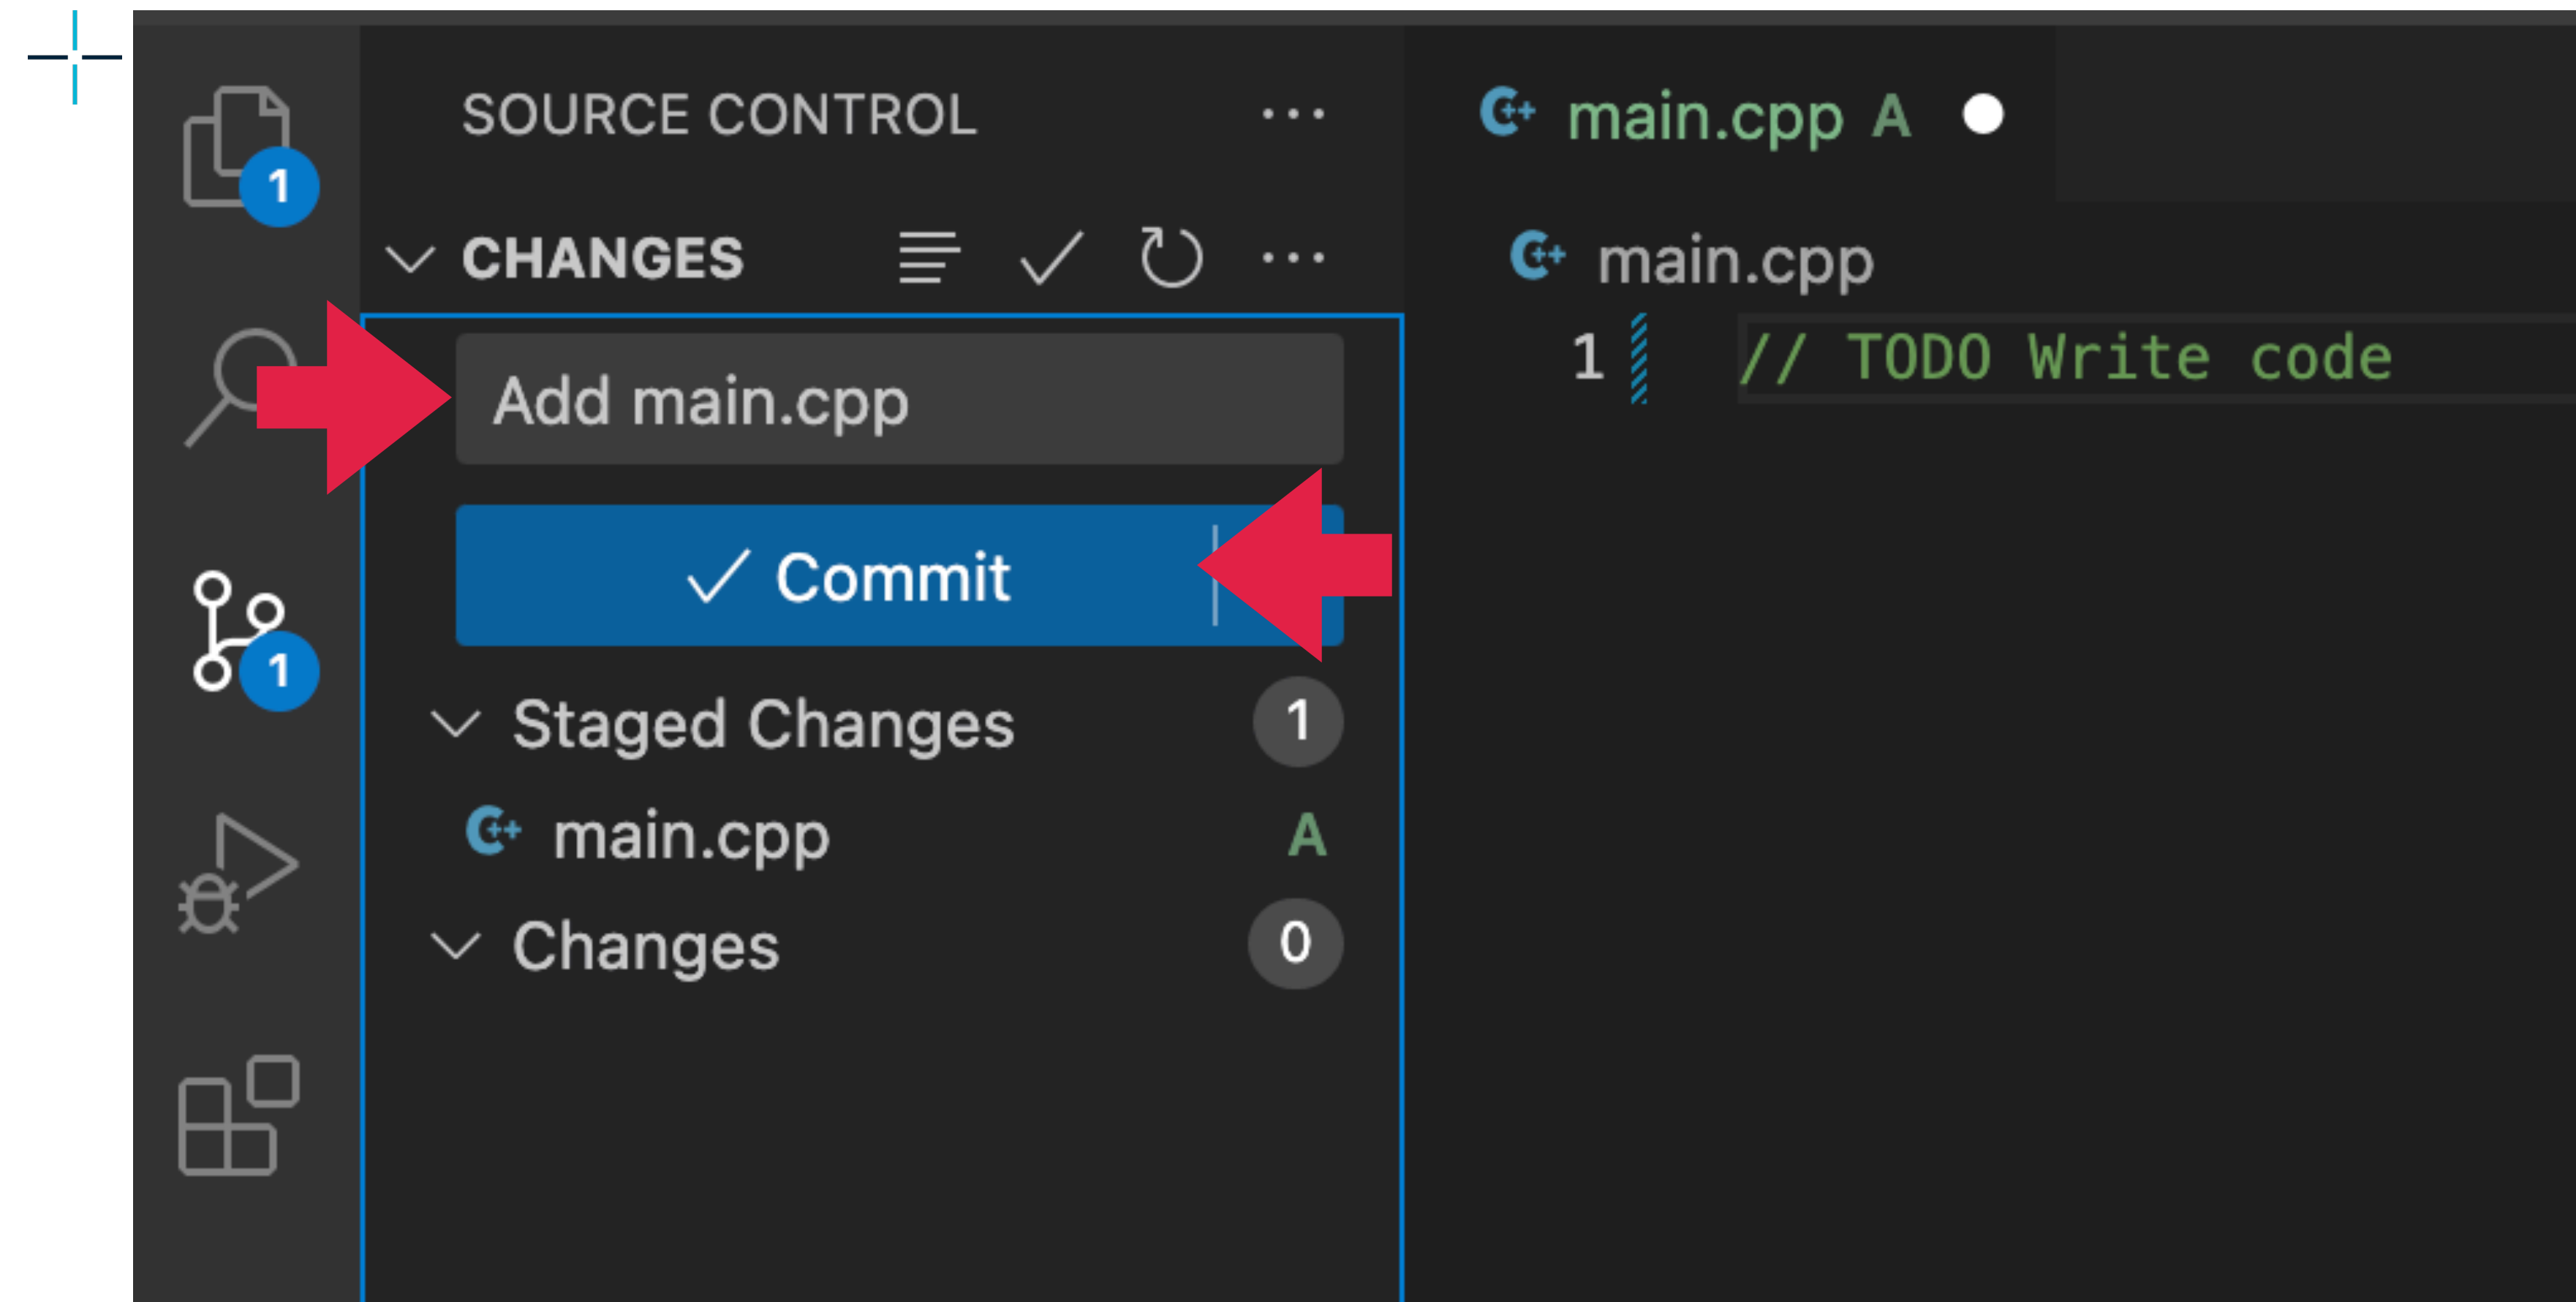 SOURCE CONTROL
CHANGES
Add main.cpp
Commit
Staged Changes 1
main.cpp A
Changes 0
1
1
main.cpp A
main.cpp
1 // TODO Write code